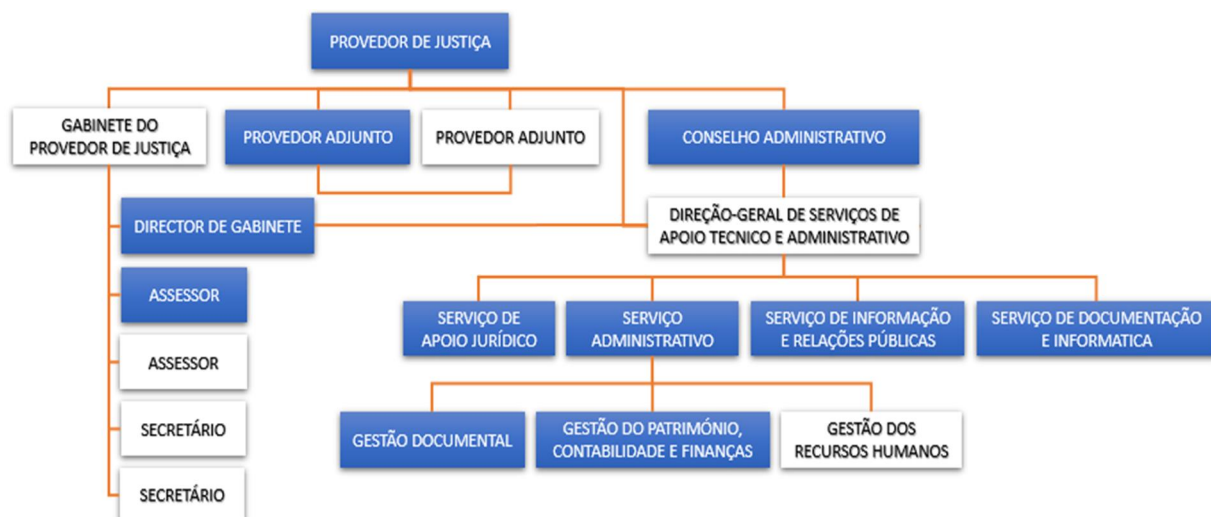 PROVEDOR DE JUSTIÇA
GABINETE DO
PROVEDOR DE JUSTIÇA
PROVEDOR ADJUNTO
PROVEDOR ADJUNTO
CONSELHO ADMINISTRATIVO
DIRECTOR DE GABINETE
DIREÇÃO-GERAL DE SERVIÇOS DE
APOIO TECNICO E ADMINISTRATIVO
ASSESSOR
SERVIÇO DE
APOIO JURÍDICO
SERVIÇO
ADMINISTRATIVO
SERVIÇO DE INFORMAÇÃO
E RELAÇÕES PÚBLICAS
SERVIÇO DE DOCUMENTAÇÃO
E INFORMATICA
ASSESSOR
SECRETÁRIO
GESTÃO DOCUMENTAL
GESTÃO DO PATRIMÓNIO,
CONTABILIDADE E FINANÇAS
GESTÃO DOS
RECURSOS HUMANOS
SECRETÁRIO